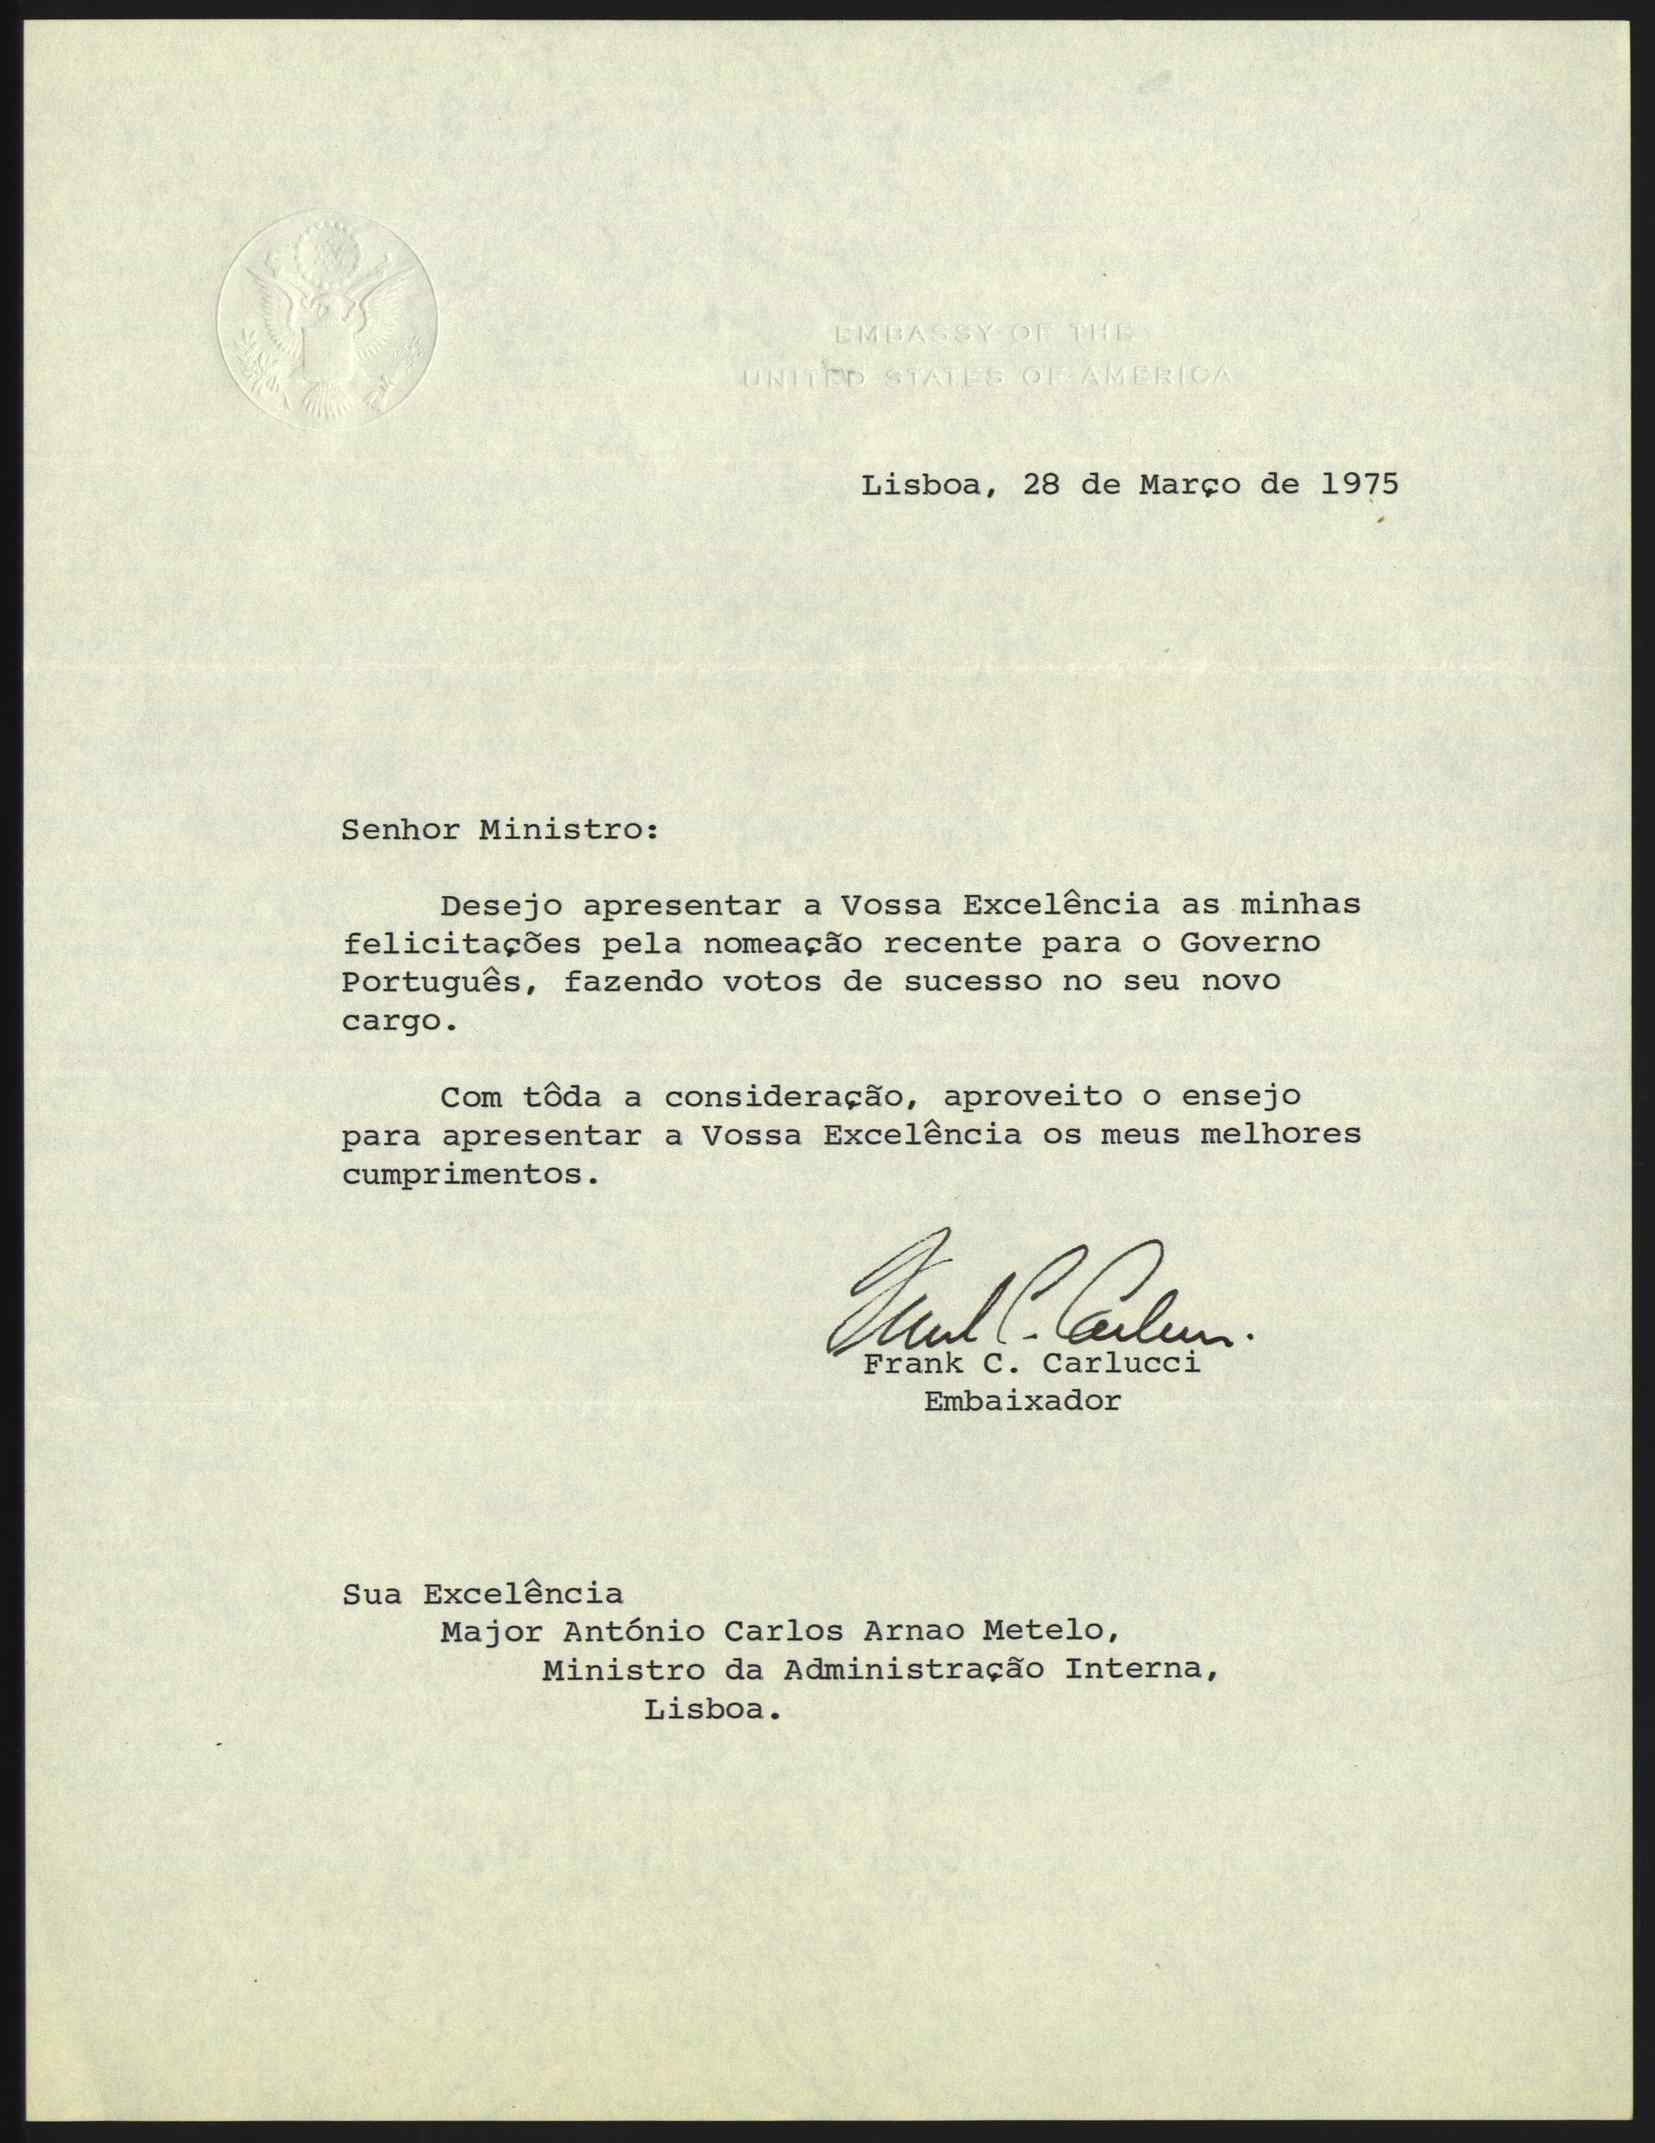 EMBASSY OF THE
UNITED STATES OF AMERICA
Lisboa, 28 de Março de 1975
Senhor Ministro:
Desejo apresentar a Vossa Excelência as minhas
felicitações pela nomeação recente para o Governo
Português, fazendo votos de sucesso no seu novo
cargo.
Com tôda a consideração, aproveito o ensejo
para apresentar a Vossa Excelência os meus melhores
cumprimentos.
Frank C. Carlucci
Frank C. Carlucci
Embaixador
Sua Excelência
Major António Carlos Arnao Metelo,
Ministro da Administração Interna,
Lisboa.